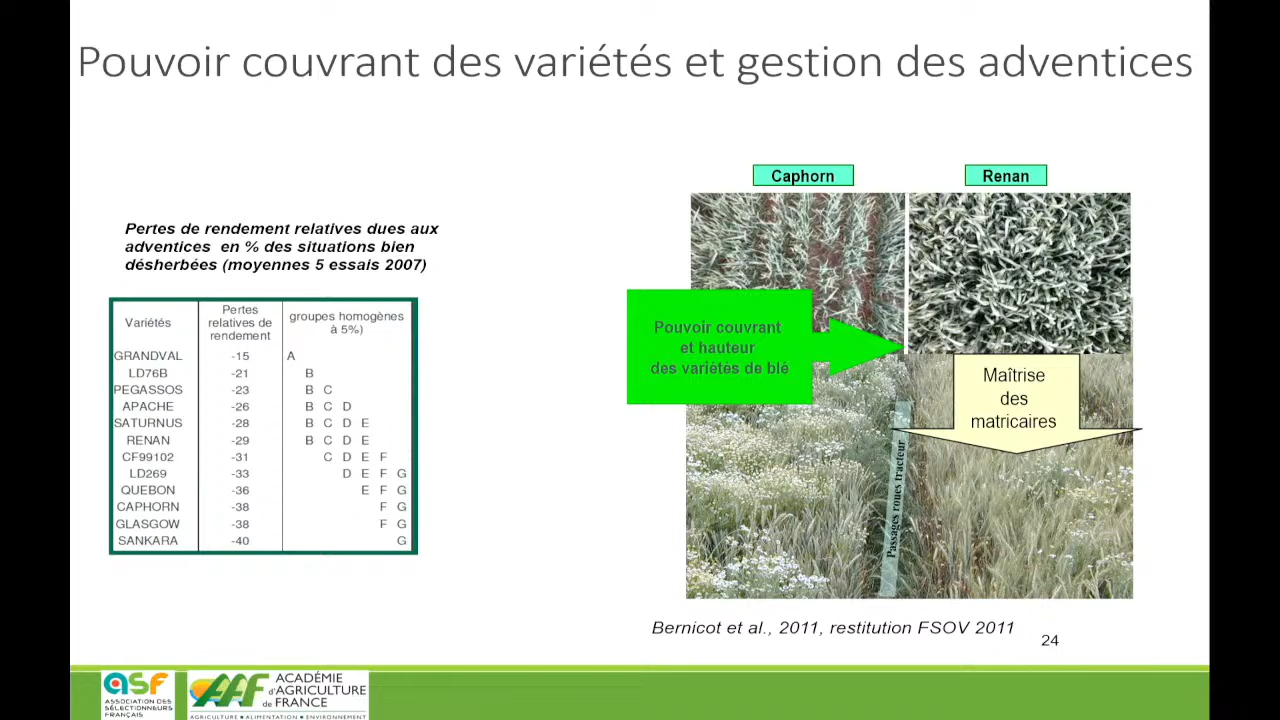 Pouvoir couvrant des variétés et gestion des adventices
Pertes de rendement relatives dues aux
adventices en % des situations bien
désherbées (moyennes 5 essais 2007)
Variétés
Pertes
relatives de
rendement
groupes homogènes
à 5%)
GRANDVAL -15 A
LD76B -21 B
PEGASSOS -23 B C
APACHE -26 B C D
SATURNUS -28 B C D E
RENAN -29 B C D E
CF99102 -31 C D E F
LD269 -33 D E F G
QUEBON -36 E F G
CAPHORN -38 F G
GLASGOW -38 F G
SANKARA -40 G
Caphorn
Renan
Pouvoir couvrant
et hauteur
des variétés de blé
Maîtrise
des
matricaires
Passages roues tracteur
Bernicot et al., 2011, restitution FSOV 2011
24
asf
ASSOCIATION DES
SÉLECTIONNEURS
FRANÇAIS
AAF
ACADÉMIE
d'AGRICULTURE
de FRANCE
AGRICULTURE • ALIMENTATION • ENVIRONNEMENT